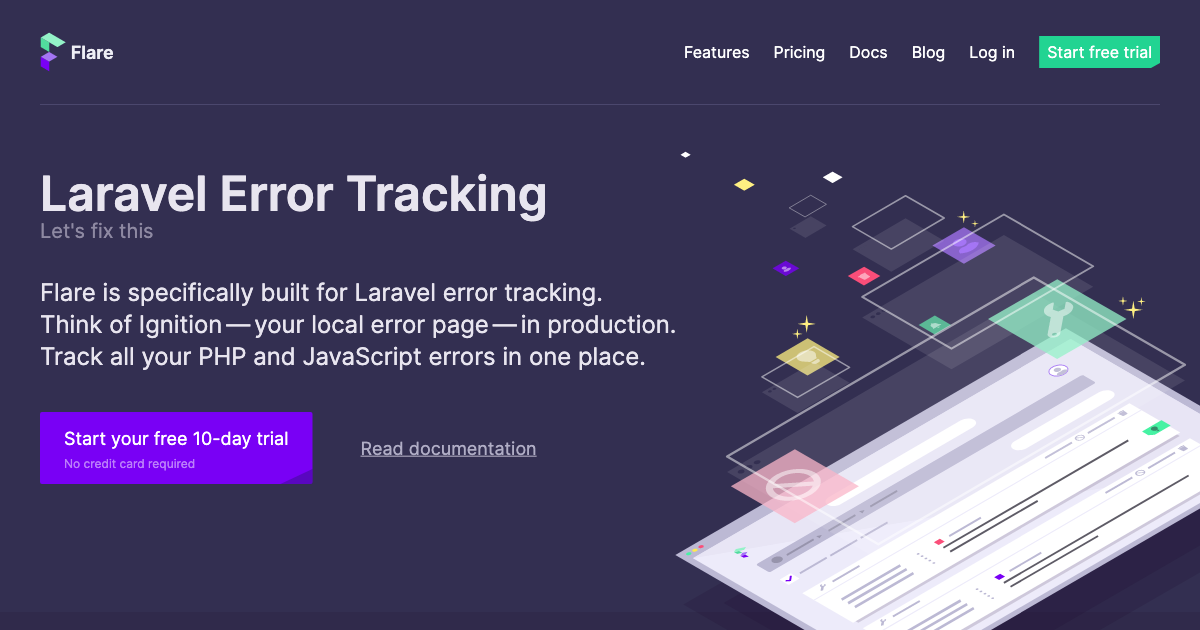 Flare
Features
Pricing
Docs
Blog
Log in
Start free trial
Laravel Error Tracking
Let's fix this
Flare is specifically built for Laravel error tracking.
Think of Ignition — your local error page — in production.
Track all your PHP and JavaScript errors in one place.
Start your free 10-day trial
No credit card required
Read documentation